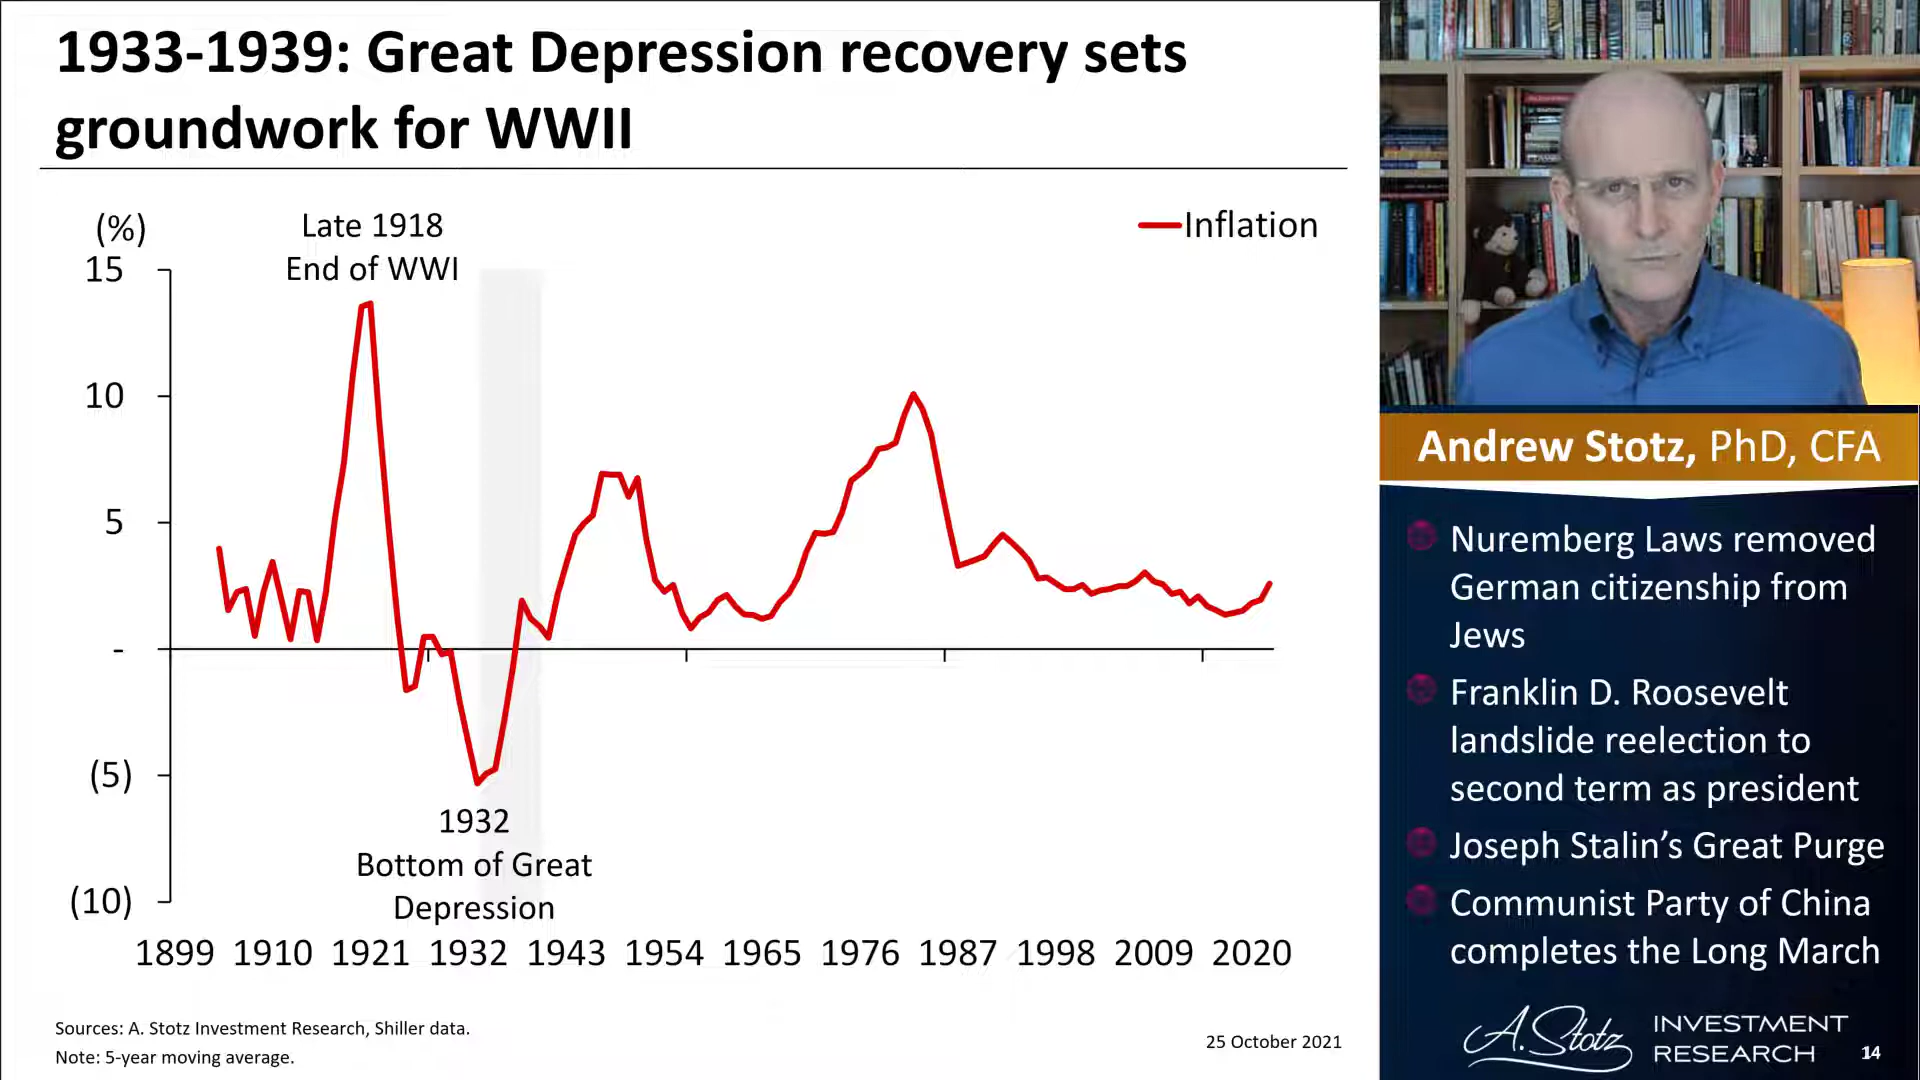 1933-1939: Great Depression recovery sets
groundwork for WWII
(%)
Late 1918
End of WWI
Inflation
15
10
5
-
(5)
(10)
1932
Bottom of Great
Depression
1899 1910 1921 1932 1943 1954 1965 1976 1987 1998 2009 2020
Sources: A. Stotz Investment Research, Shiller data.
Note: 5-year moving average.
25 October 2021
Andrew Stotz, PhD, CFA
Nuremberg Laws removed
German citizenship from
Jews
Franklin D. Roosevelt
landslide reelection to
second term as president
Joseph Stalin’s Great Purge
Communist Party of China
completes the Long March
A. Stotz
INVESTMENT
RESEARCH
14